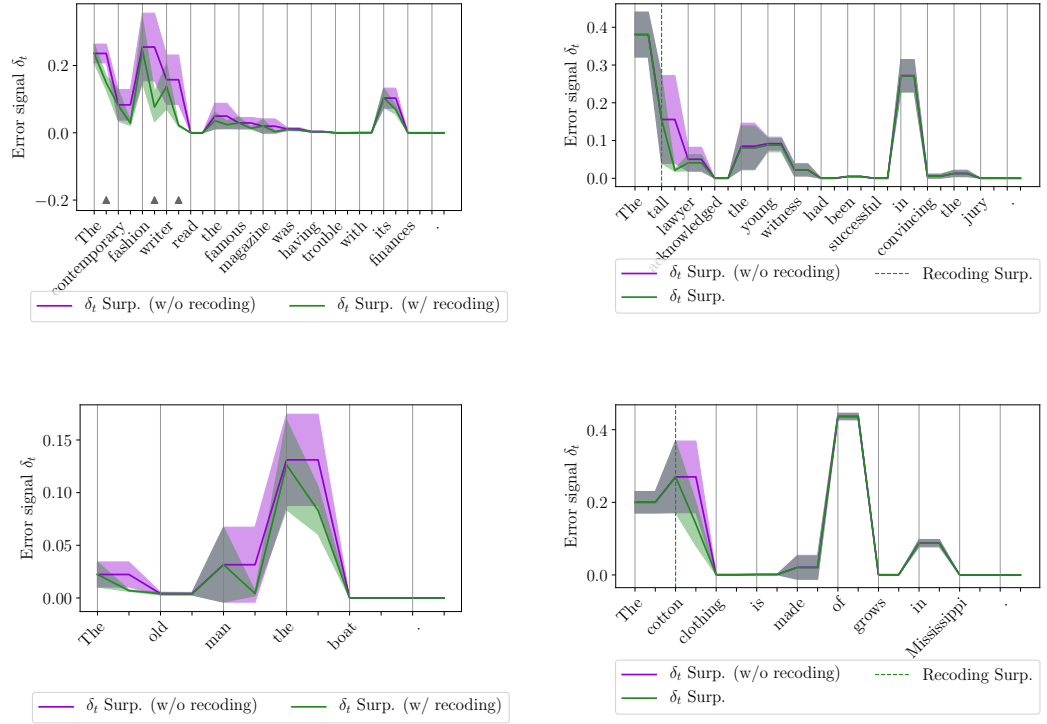 Error signal δt
0.2
0.0
−0.2
The
contemporary
fashion
writer
read
the
famous
magazine
was
having
trouble
with
its
finances
.
δt Surp. (w/o recoding)
δt Surp. (w/ recoding)
Error signal δt
0.4
0.3
0.2
0.1
0.0
The
tall
lawyer
acknowledged
the
young
witness
had
been
successful
in
convincing
the
jury
.
δt Surp. (w/o recoding)
Recoding Surp.
δt Surp.
Error signal δt
0.15
0.10
0.05
0.00
The
old
man
the
boat
.
δt Surp. (w/o recoding)
δt Surp. (w/ recoding)
Error signal δt
0.4
0.2
0.0
The
cotton
clothing
is
made
of
grows
in
Mississippi
.
δt Surp. (w/o recoding)
Recoding Surp.
δt Surp.